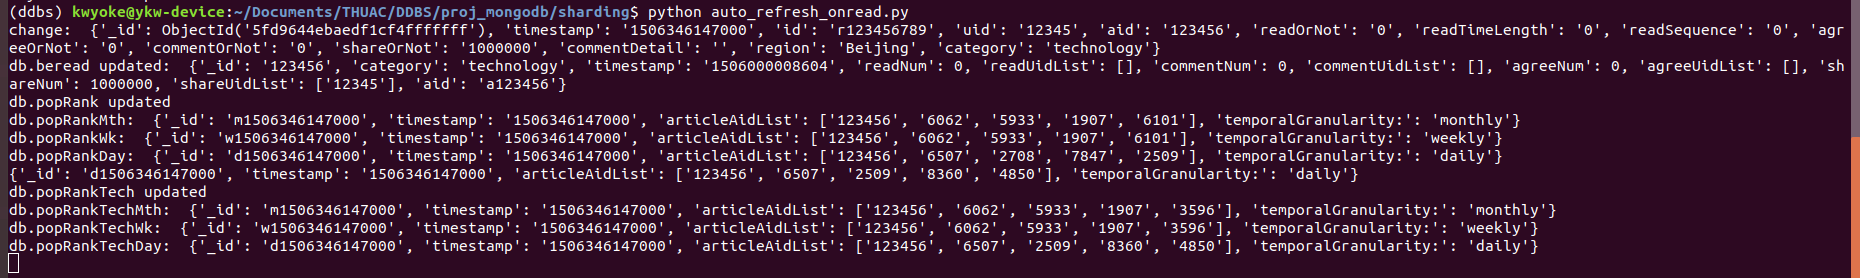 (ddbs) kwyoke@ykw-device:~/Documents/THUAC/DDBS/proj_mongodb/sharding$ python auto_refresh_onread.py
change:  {'_id': ObjectId('5fd9644ebaedf1cf4fffffff'), 'timestamp': '1506346147000', 'id': 'r123456789', 'uid': '12345', 'aid': '123456', 'readOrNot': '0', 'readTimeLength': '0', 'readSequence': '0', 'agr
eeOrNot': '0', 'commentOrNot': '0', 'shareOrNot': '1000000', 'commentDetail': '', 'region': 'Beijing', 'category': 'technology'}
db.beread updated:  {'_id': '123456', 'category': 'technology', 'timestamp': '1506000008604', 'readNum': 0, 'readUidList': [], 'commentNum': 0, 'commentUidList': [], 'agreeNum': 0, 'agreeUidList': [], 'sh
areNum': 1000000, 'shareUidList': ['12345'], 'aid': 'a123456'}
db.popRank updated
db.popRankMth:  {'_id': 'm1506346147000', 'timestamp': '1506346147000', 'articleAidList': ['123456', '6062', '5933', '1907', '6101'], 'temporalGranularity:': 'monthly'}
db.popRankWk:  {'_id': 'w1506346147000', 'timestamp': '1506346147000', 'articleAidList': ['123456', '6062', '5933', '1907', '6101'], 'temporalGranularity:': 'weekly'}
db.popRankDay:  {'_id': 'd1506346147000', 'timestamp': '1506346147000', 'articleAidList': ['123456', '6507', '2708', '7847', '2509'], 'temporalGranularity:': 'daily'}
{'_id': 'd1506346147000', 'timestamp': '1506346147000', 'articleAidList': ['123456', '6507', '2509', '8360', '4850'], 'temporalGranularity:': 'daily'}
db.popRankTech updated
db.popRankTechMth:  {'_id': 'm1506346147000', 'timestamp': '1506346147000', 'articleAidList': ['123456', '6062', '5933', '1907', '3596'], 'temporalGranularity:': 'monthly'}
db.popRankTechWk:  {'_id': 'w1506346147000', 'timestamp': '1506346147000', 'articleAidList': ['123456', '6062', '5933', '1907', '3596'], 'temporalGranularity:': 'weekly'}
db.popRankTechDay:  {'_id': 'd1506346147000', 'timestamp': '1506346147000', 'articleAidList': ['123456', '6507', '2509', '8360', '4850'], 'temporalGranularity:': 'daily'}